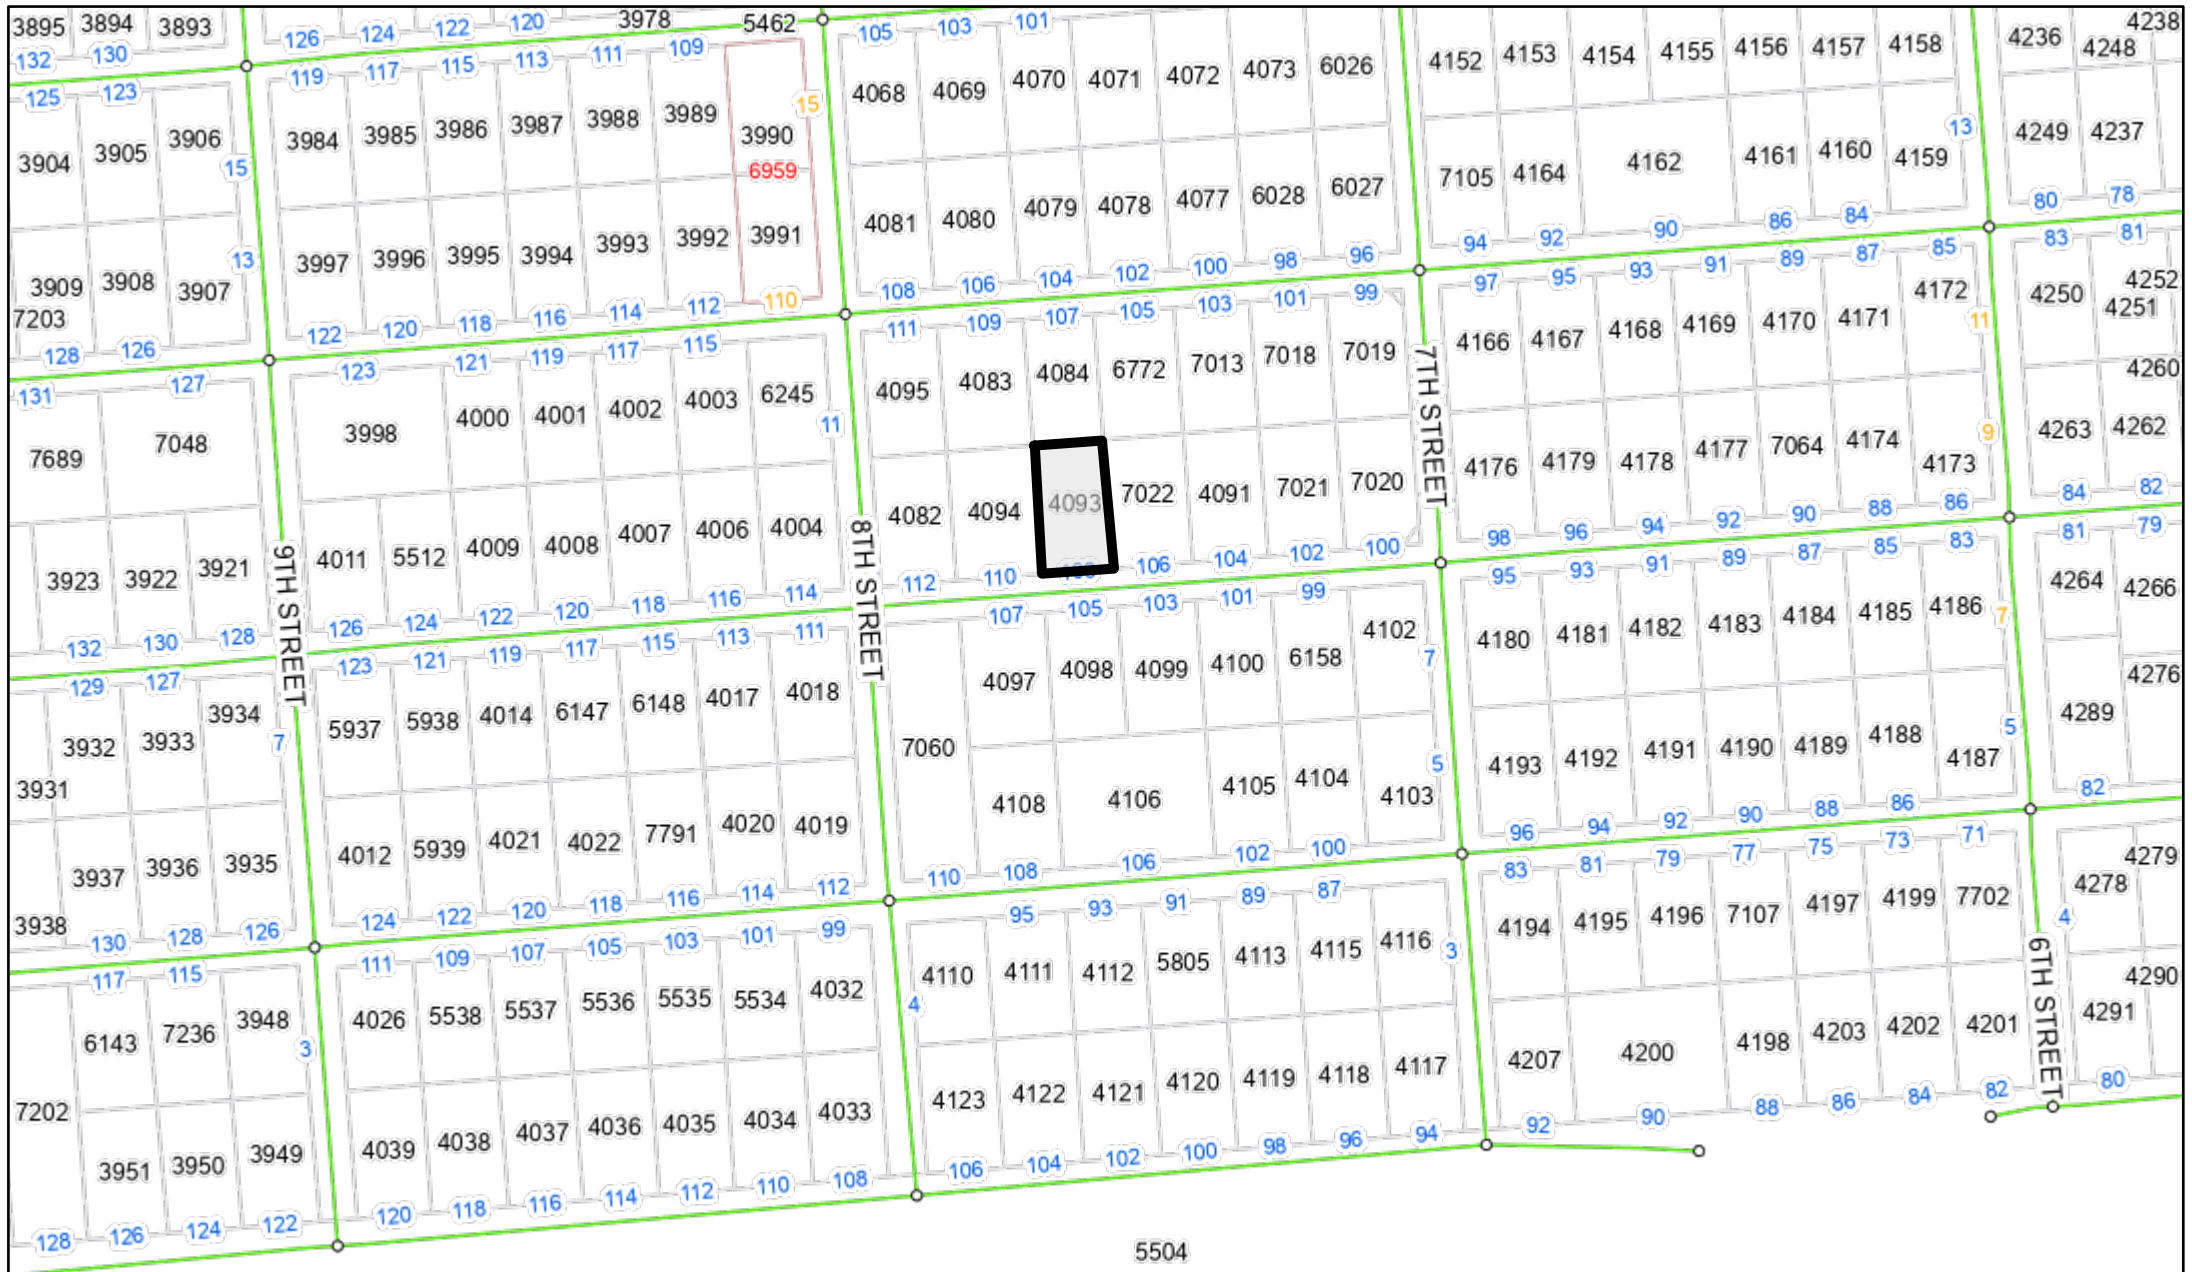 3895 3894 3893 3978 5462 4238
132 130 126 124 122 120 105 103 101 4236 4248
119 117 115 113 111 109 4152 4153 4154 4155 4156 4157 4158
125 123 15 4068 4069 4070 4071 4072 4073 6026
3904 3905 3906 3984 3985 3986 3987 3988 3989 3990 13 4249 4237
15 6959 7105 4164 4162 4161 4160 4159
3909 3908 3907 13 3997 3996 3995 3994 3993 3992 3991 4081 4080 4079 4078 4077 6028 6027 80 78
7203 94 92 90 86 84
128 126 122 120 118 116 114 112 110 108 106 104 102 100 98 96 83 81
131 127 123 121 119 117 115 111 109 107 105 103 101 99 97 95 93 91 89 87 85
7689 7048 3998 4000 4001 4002 4003 6245 11 4095 4083 4084 6772 7013 7018 7019 4166 4167 4168 4169 4170 4171 4172 11 4250 4252
4251
4260
7TH STREET
3923 3922 3921 4011 5512 4009 4008 4007 4006 4004 4082 4094 4093 7022 4091 7021 7020 4176 4179 4178 4177 7064 4174 4173 9 4263 4262
9TH STREET
8TH STREET
132 130 128 126 124 122 120 118 116 114 112 110 106 104 102 100 98 96 94 92 90 88 86 84 82
129 127 123 121 119 117 115 113 111 107 105 103 101 99 95 93 91 89 87 85 83 81 79
3931 3932 3933 3934 7 5937 5938 4014 6147 6148 4017 4018 4097 4098 4099 4100 6158 4102 7 4180 4181 4182 4183 4184 4185 4186 7 4264 4266
4276
3938 3937 3936 3935 4012 5939 4021 4022 7791 4020 4019 7060 4108 4106 4105 4104 4103 5 4193 4192 4191 4190 4189 4188 4187 5 4289
130 128 126 124 122 120 118 116 114 112 110 108 106 102 100 96 94 92 90 88 86 82
117 115 111 109 107 105 103 101 99 95 93 91 89 87 83 81 79 77 75 73 71
6143 7236 3948 3 4026 5538 5537 5536 5535 5534 4032 4 4110 4111 4112 5805 4113 4115 4116 3 4194 4195 4196 7107 4197 4199 7702 4 4278 4279
6TH STREET
7202 3951 3950 3949 4039 4038 4037 4036 4035 4034 4033 4123 4122 4121 4120 4119 4118 4117 4207 4200 4198 4203 4202 4201 4291 4290
128 126 124 122 120 118 116 114 112 110 108 106 104 102 100 98 96 94 92 90 88 86 84 82 80
5504